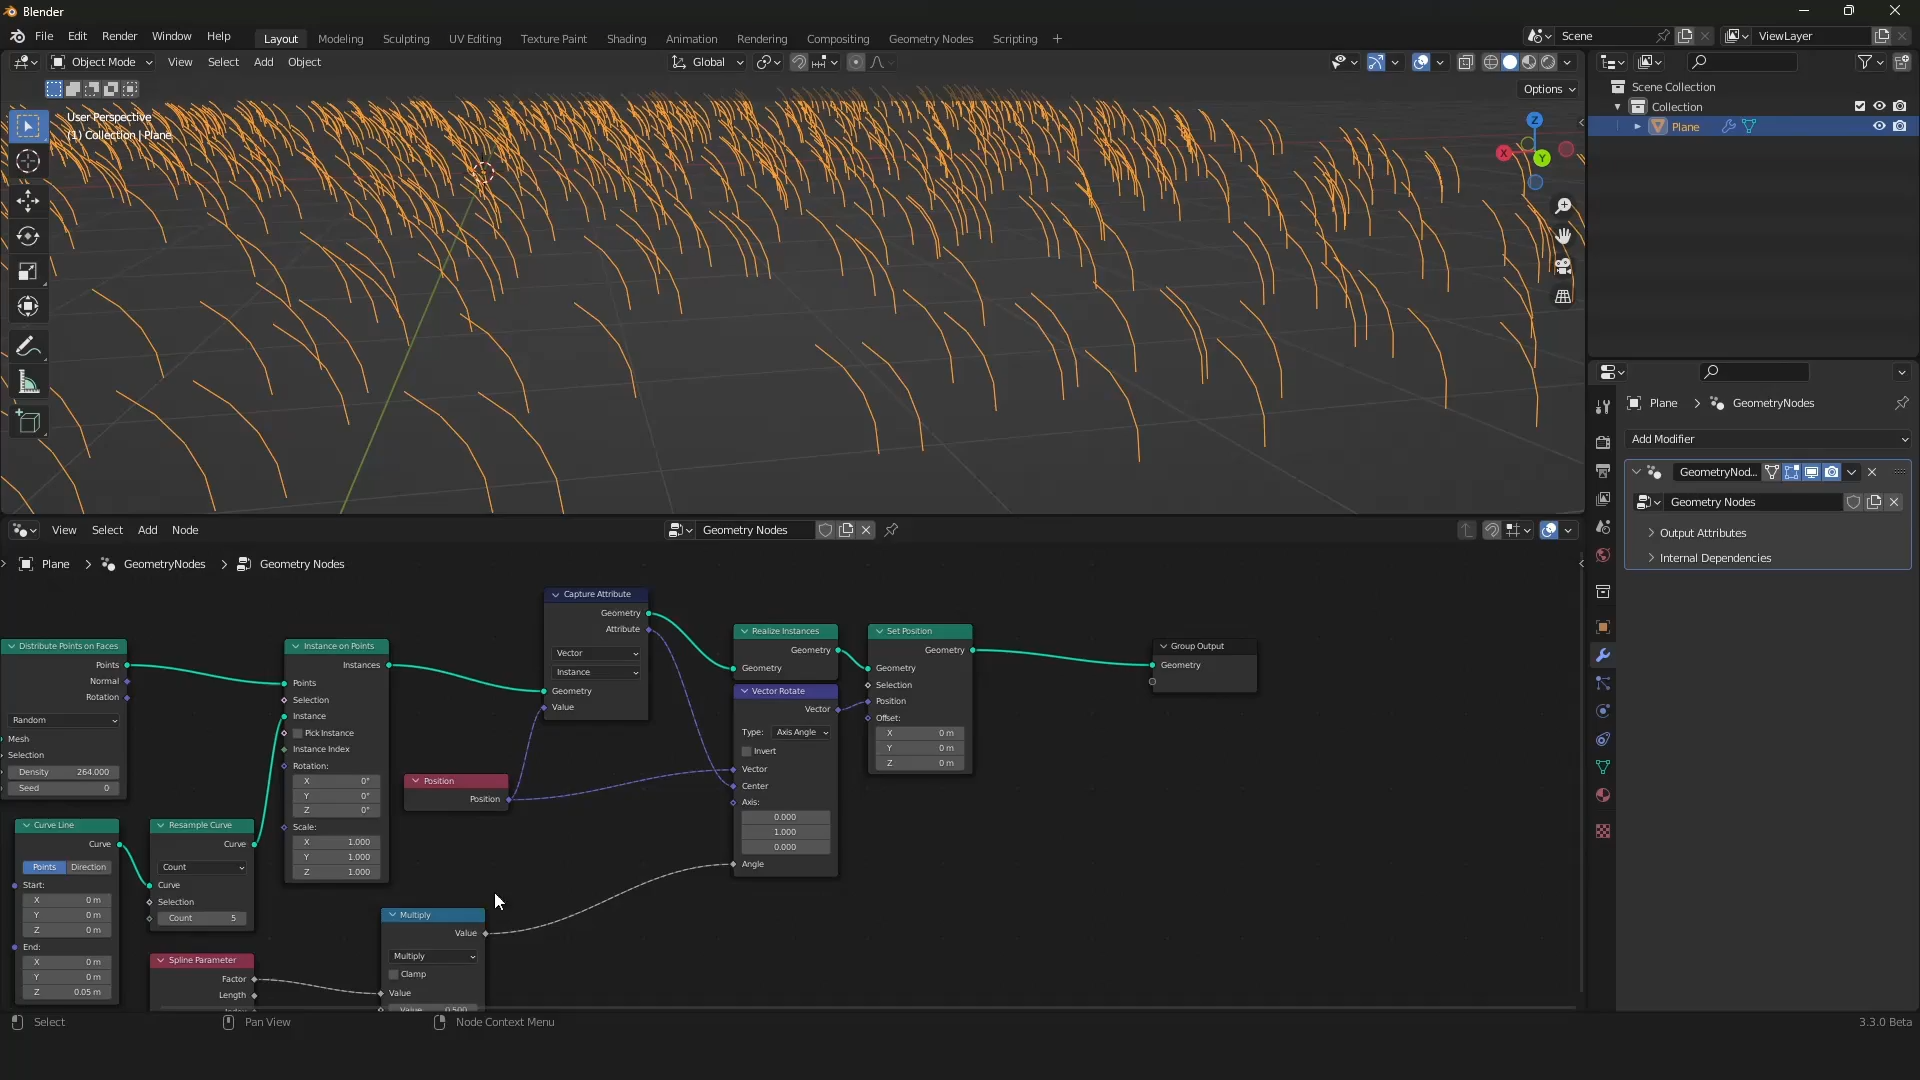 Blender
File Edit Render Window Help
Layout Modeling Sculpting UV Editing Texture Paint Shading Animation Rendering Compositing Geometry Nodes Scripting
Scene
ViewLayer
Object Mode View Select Add Object
Global
Options
User Perspective
(1) Collection | Plane
Z
X
Y
Scene Collection
Collection
Plane
Plane > GeometryNodes
Add Modifier
GeometryNod...
Geometry Nodes
Output Attributes
Internal Dependencies
View Select Add Node
Geometry Nodes
Plane > GeometryNodes > Geometry Nodes
Distribute Points on Faces
Points
Normal
Rotation
Random
Mesh
Selection
Density 264.000
Seed 0
Curve Line
Curve
Points Direction
Start:
X 0 m
Y 0 m
Z 0 m
End:
X 0 m
Y 0 m
Z 0.05 m
Resample Curve
Curve
Count
Curve
Selection
Count 5
Spline Parameter
Factor
Length
Index
Instance on Points
Instances
Points
Selection
Instance
Pick Instance
Instance Index
Rotation:
X 0°
Y 0°
Z 0°
Scale:
X 1.000
Y 1.000
Z 1.000
Multiply
Value
Multiply
Clamp
Value
Value 0.500
Position
Position
Capture Attribute
Geometry
Attribute
Vector
Instance
Geometry
Value
Realize Instances
Geometry
Geometry
Vector Rotate
Vector
Type: Axis Angle
Invert
Vector
Center
Axis:
0.000
1.000
0.000
Angle
Set Position
Geometry
Geometry
Selection
Position
Offset:
X 0 m
Y 0 m
Z 0 m
Group Output
Geometry
Select Pan View Node Context Menu
3.3.0 Beta